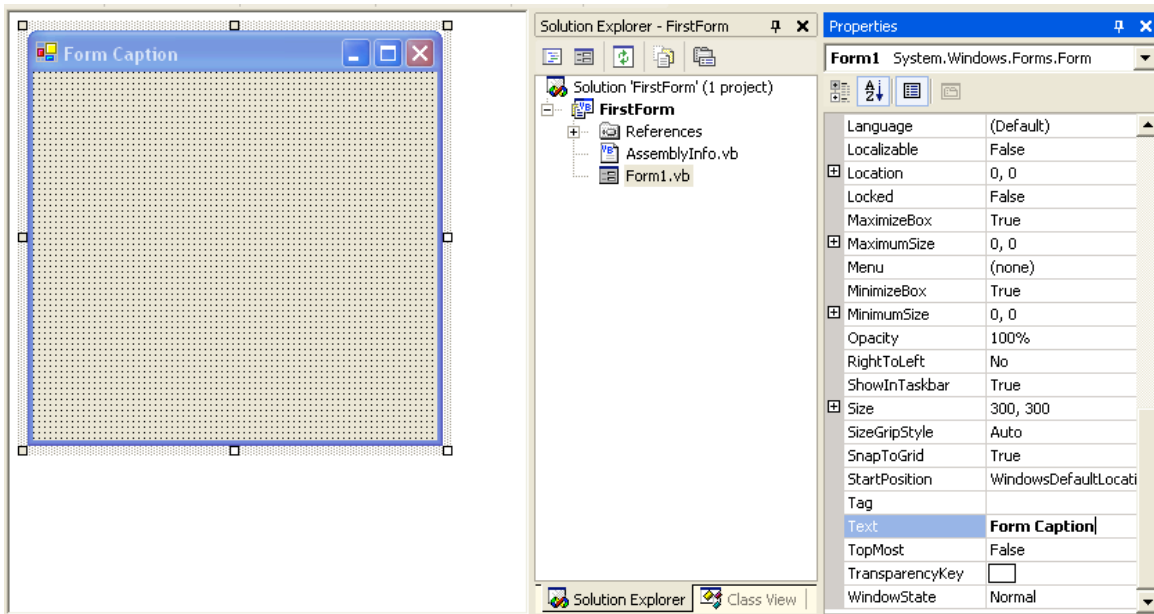 Form Caption
Solution Explorer - FirstForm
Solution 'FirstForm' (1 project)
FirstForm
References
AssemblyInfo.vb
Form1.vb
Solution Explorer
Class View
Properties
Form1 System.Windows.Forms.Form
Language (Default)
Localizable False
Location 0, 0
Locked False
MaximizeBox True
MaximumSize 0, 0
Menu (none)
MinimizeBox True
MinimumSize 0, 0
Opacity 100%
RightToLeft No
ShowInTaskbar True
Size 300, 300
SizeGripStyle Auto
SnapToGrid True
StartPosition WindowsDefaultLocati
Tag
Text Form Caption
TopMost False
TransparencyKey
WindowState Normal